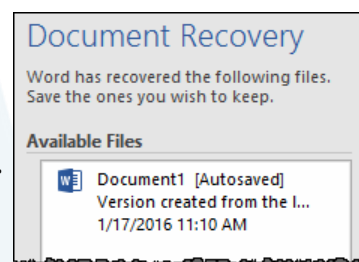 Document Recovery
Word has recovered the following files.
Save the ones you wish to keep.
Available Files
Document1 [Autosaved]
Version created from the l...
1/17/2016 11:10 AM